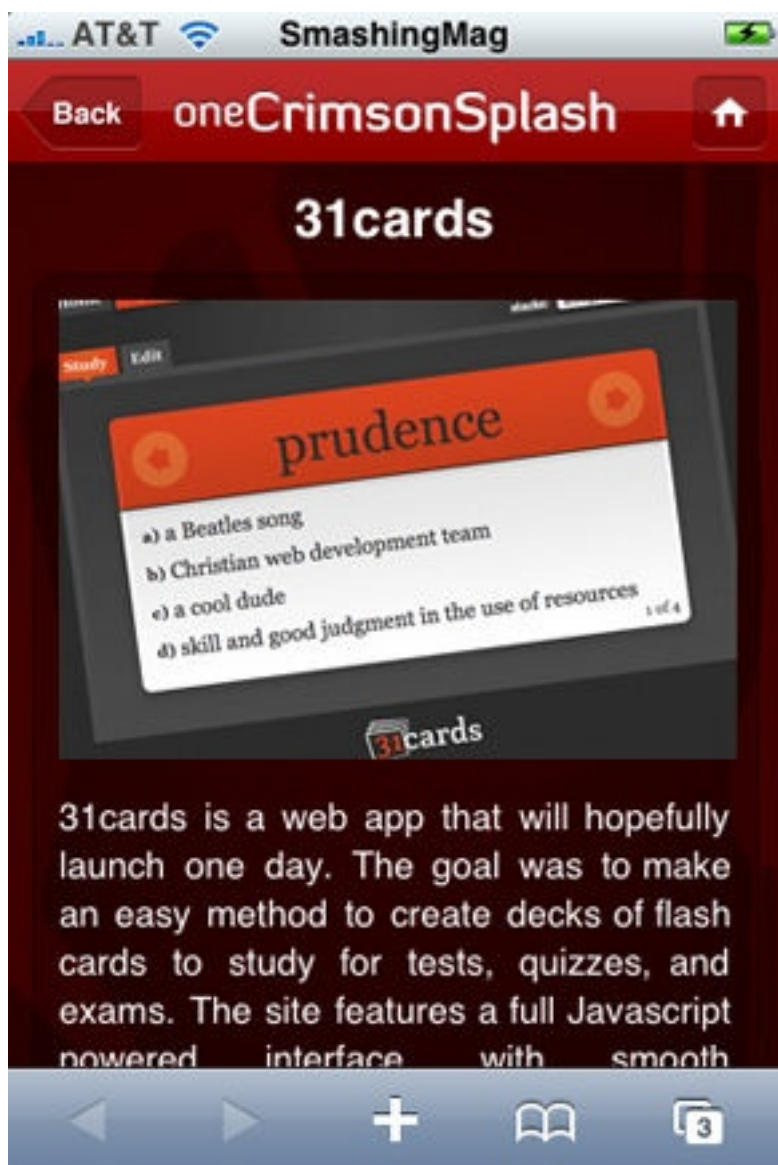 AT&T SmashingMag
Back oneCrimsonSplash
31cards
Study Edit
prudence
a) a Beatles song
b) Christian web development team
c) a cool dude
d) skill and good judgment in the use of resources
1 of 4
31cards
31cards is a web app that will hopefully
launch one day. The goal was to make
an easy method to create decks of flash
cards to study for tests, quizzes, and
exams. The site features a full Javascript
powered interface with smooth
3